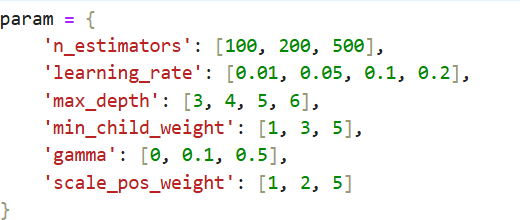 param = {
    'n_estimators': [100, 200, 500],
    'learning_rate': [0.01, 0.05, 0.1, 0.2],
    'max_depth': [3, 4, 5, 6],
    'min_child_weight': [1, 3, 5],
    'gamma': [0, 0.1, 0.5],
    'scale_pos_weight': [1, 2, 5]
}